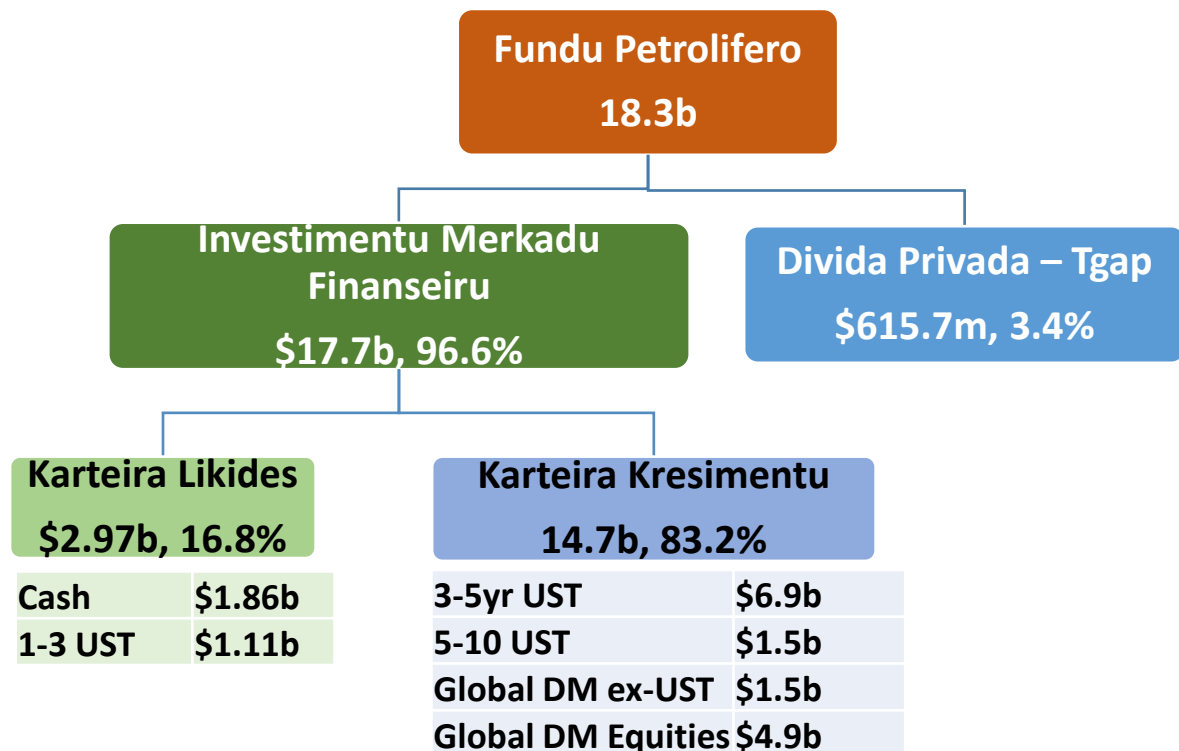 Fundu Petrolifero
18.3b
Investimentu Merkadu
Finanseiru
$17.7b, 96.6%
Divida Privada – Tgap
$615.7m, 3.4%
Karteira Likides
$2.97b, 16.8%
Karteira Kresimentu
14.7b, 83.2%
Cash $1.86b
1-3 UST $1.11b
3-5yr UST $6.9b
5-10 UST $1.5b
Global DM ex-UST $1.5b
Global DM Equities $4.9b